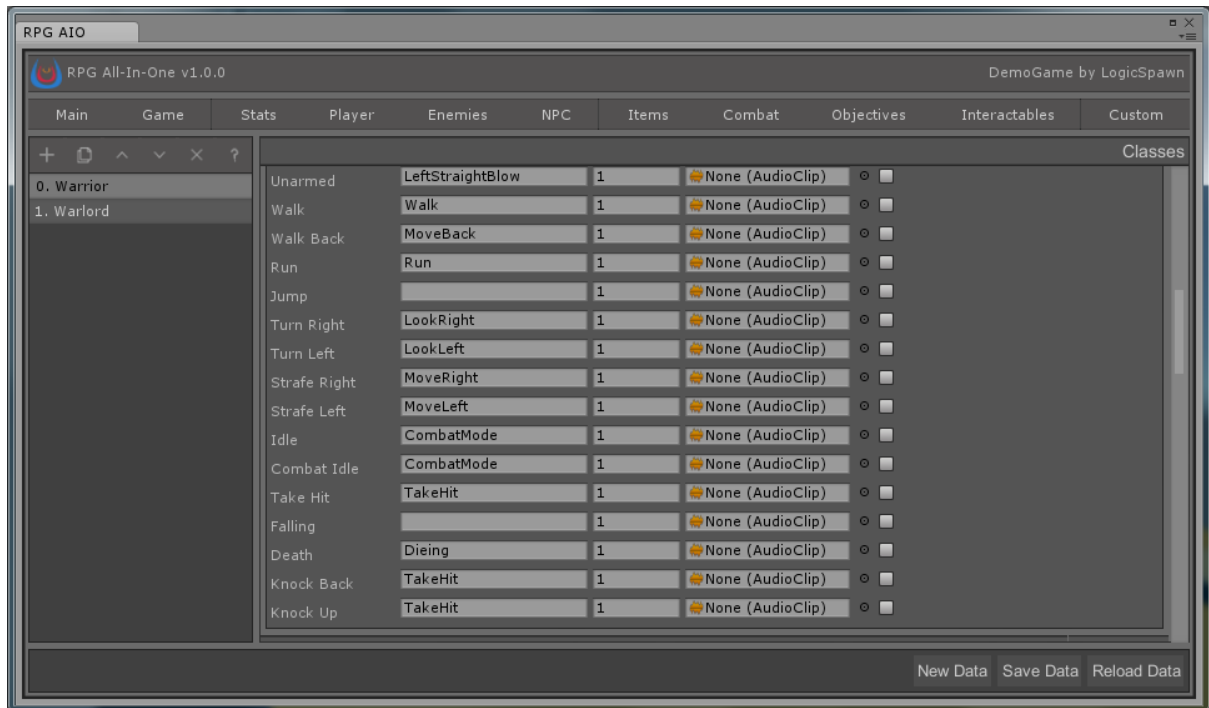 RPG AIO
RPG All-In-One v1.0.0 DemoGame by LogicSpawn
Main Game Stats Player Enemies NPC Items Combat Objectives Interactables Custom
? Classes
0. Warrior
1. Warlord
Unarmed LeftStraightBlow 1 None (AudioClip)
Walk Walk 1 None (AudioClip)
Walk Back MoveBack 1 None (AudioClip)
Run Run 1 None (AudioClip)
Jump 1 None (AudioClip)
Turn Right LookRight 1 None (AudioClip)
Turn Left LookLeft 1 None (AudioClip)
Strafe Right MoveRight 1 None (AudioClip)
Strafe Left MoveLeft 1 None (AudioClip)
Idle CombatMode 1 None (AudioClip)
Combat Idle CombatMode 1 None (AudioClip)
Take Hit TakeHit 1 None (AudioClip)
Falling 1 None (AudioClip)
Death Dieing 1 None (AudioClip)
Knock Back TakeHit 1 None (AudioClip)
Knock Up TakeHit 1 None (AudioClip)
New Data Save Data Reload Data